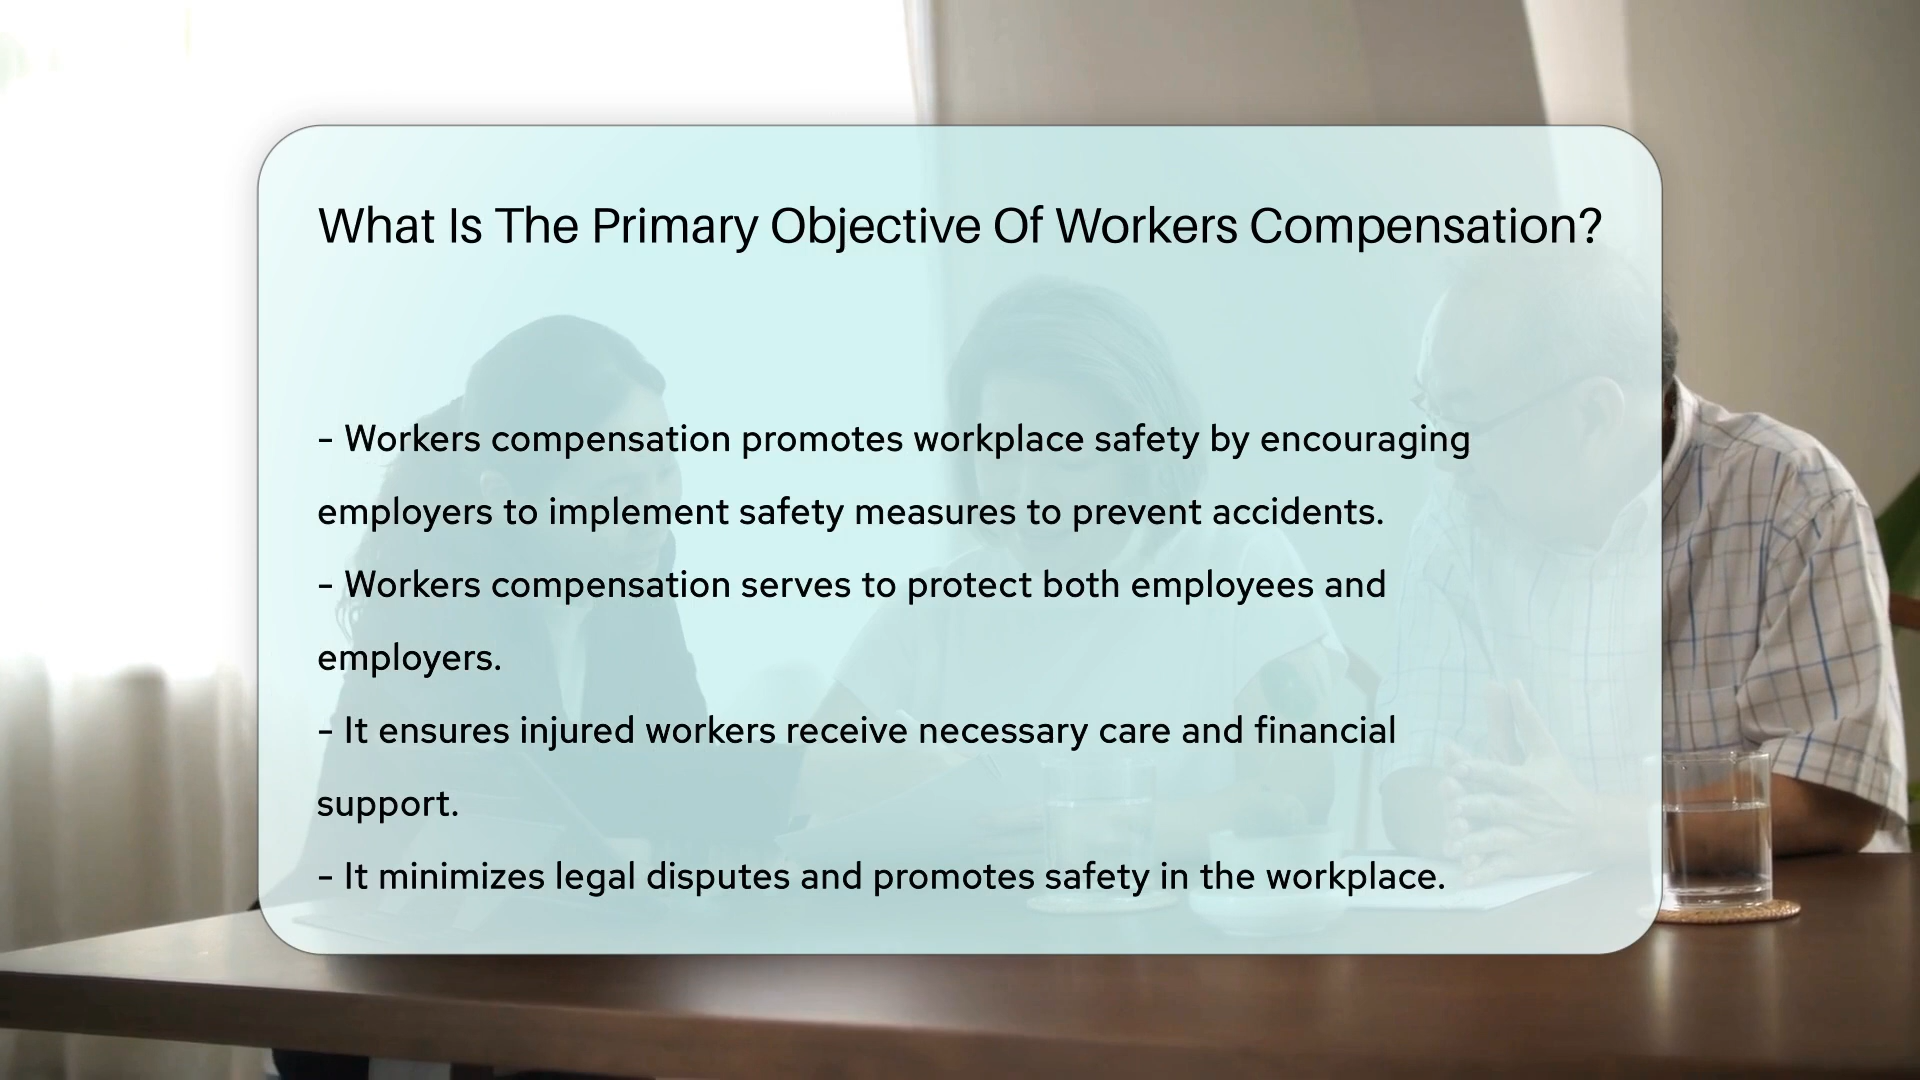 What Is The Primary Objective Of Workers Compensation?
- Workers compensation promotes workplace safety by encouraging
employers to implement safety measures to prevent accidents.
- Workers compensation serves to protect both employees and
employers.
- It ensures injured workers receive necessary care and financial
support.
- It minimizes legal disputes and promotes safety in the workplace.